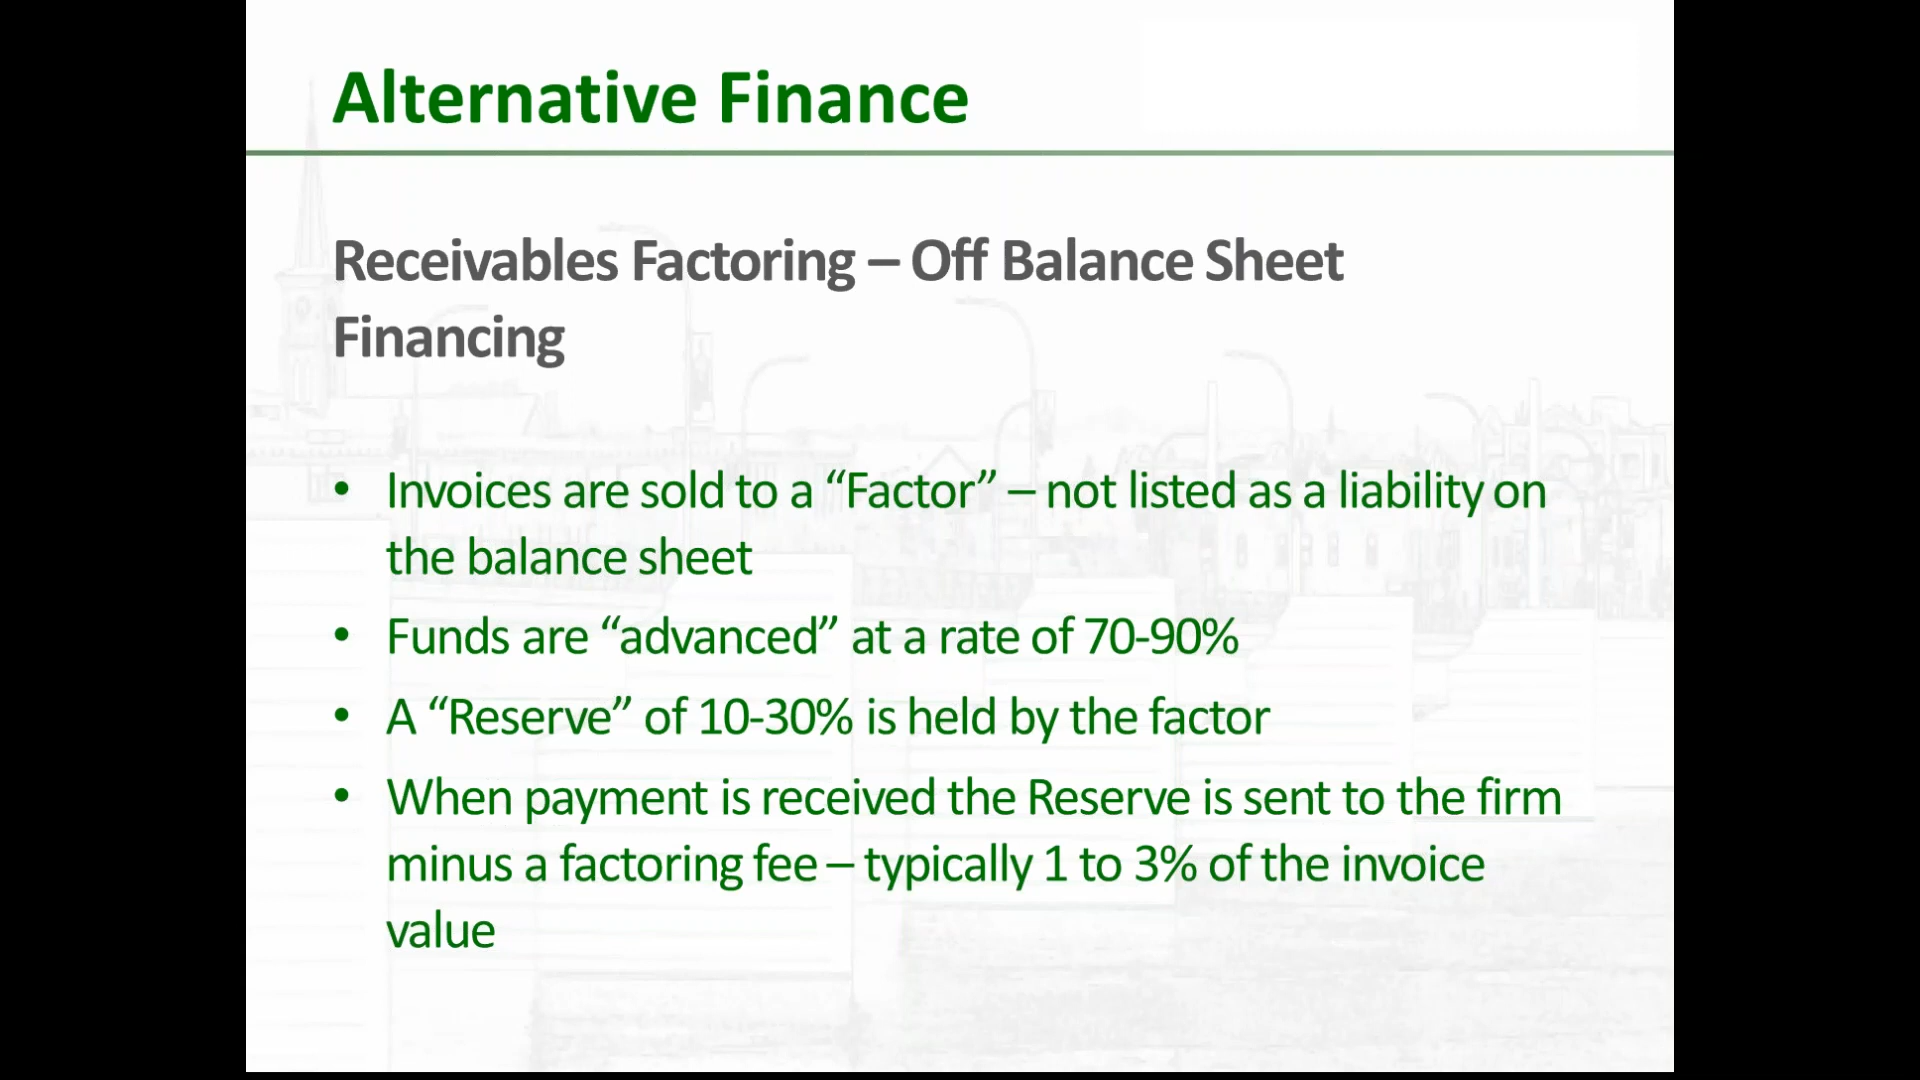 Alternative Finance
Receivables Factoring – Off Balance Sheet
Financing
• Invoices are sold to a “Factor” – not listed as a liability on
the balance sheet
• Funds are “advanced” at a rate of 70-90%
• A “Reserve” of 10-30% is held by the factor
• When payment is received the Reserve is sent to the firm
minus a factoring fee – typically 1 to 3% of the invoice
value